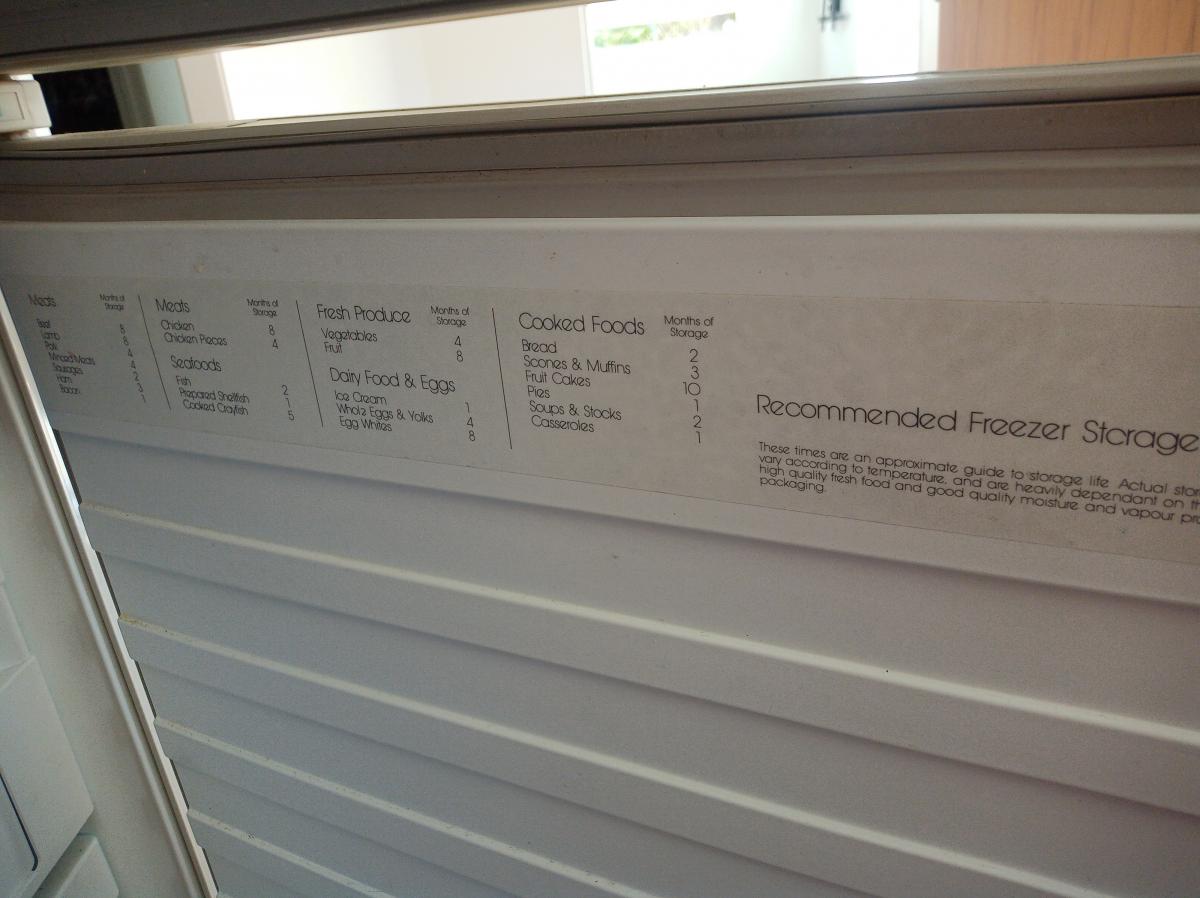 Meats Months of Storage
Beef 8
Lamb 8
Pork 4
Minced Meats 4
Sausages 2
Ham 3
Bacon 1
Meats Months of Storage
Chicken 8
Chicken Pieces 4
Seafoods
Fish 2
Prepared Shellfish 1
Cooked Crayfish 5
Fresh Produce Months of Storage
Vegetables 4
Fruit 8
Dairy Food & Eggs
Ice Cream 1
Whole Eggs & Yolks 4
Egg Whites 8
Cooked Foods Months of Storage
Bread 2
Scones & Muffins 3
Fruit Cakes 10
Pies 1
Soups & Stocks 2
Casseroles 1
Recommended Freezer Storage
These times are an approximate guide to storage life. Actual
vary according to temperature, and are heavily dependant on
high quality fresh food and good quality moisture and vapour
packaging.